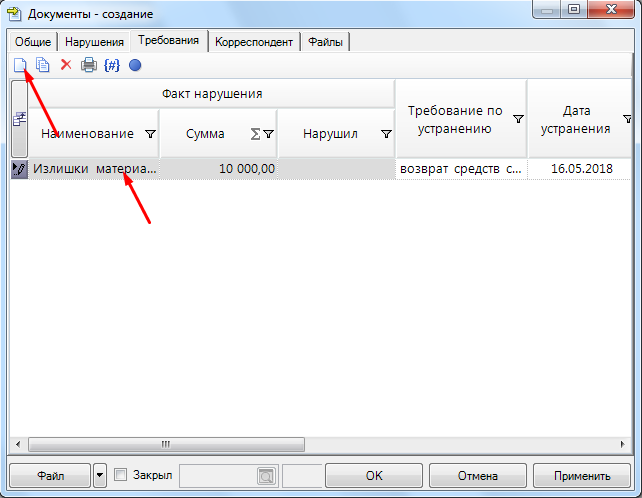 Документы - создание
Общие Нарушения Требования Корреспондент Файлы
{#}
Факт нарушения
Наименование Сумма Σ Нарушил Требование по устранению Дата устранения
Излишки материа... 10 000,00 возврат средств с... 16.05.2018
Файл Закрыл OK Отмена Применить